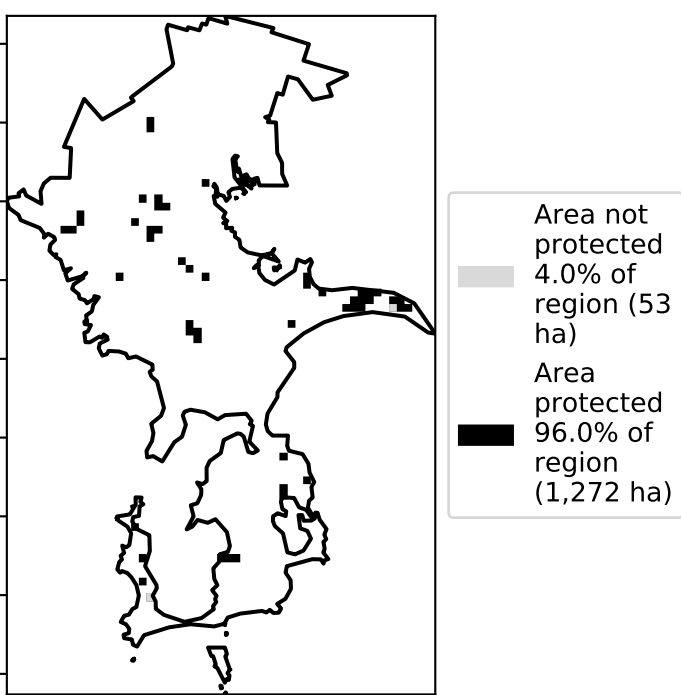 Area not
protected
4.0% of
region (53
ha)
Area
protected
96.0% of
region
(1,272 ha)